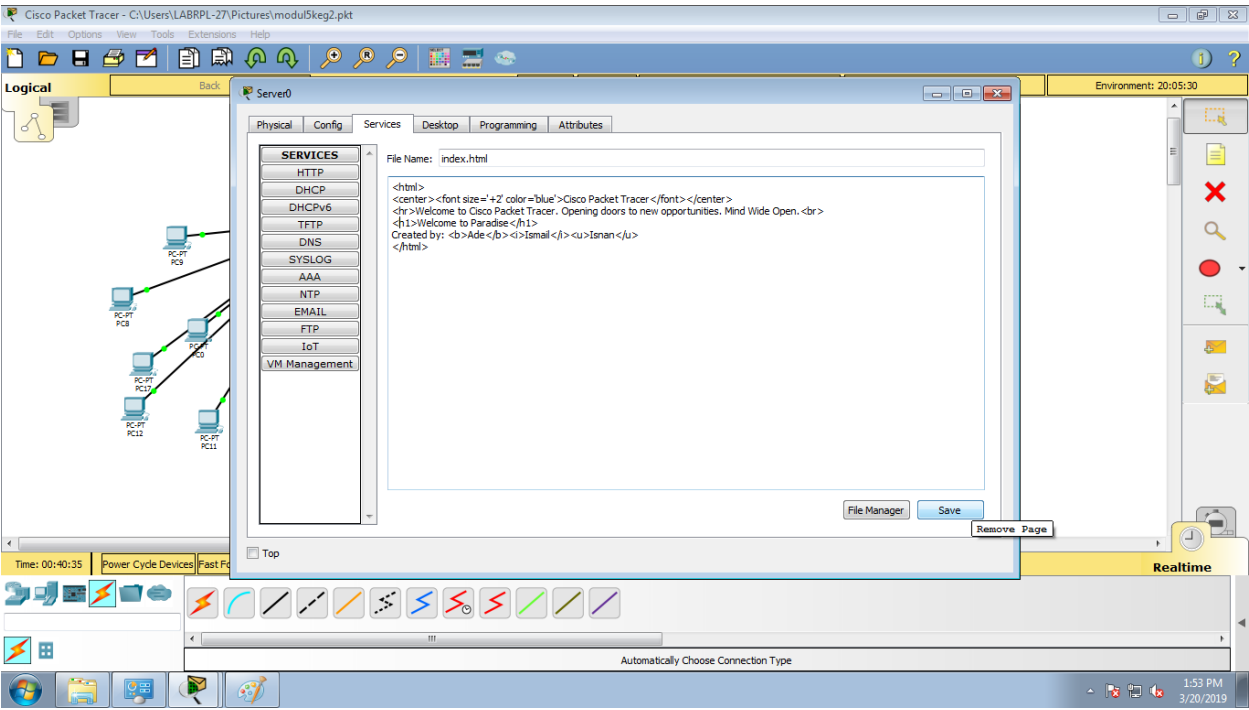 Cisco Packet Tracer - C:\Users\LABRPL-27\Pictures\modul5keg2.pkt
File Edit Options View Tools Extensions Help
Logical
Back
Environment: 20:05:30
Server0
Physical Config Services Desktop Programming Attributes
SERVICES
HTTP
DHCP
DHCPv6
TFTP
DNS
SYSLOG
AAA
NTP
EMAIL
FTP
IoT
VM Management
File Name: index.html
<html>
<center><font size='+2' color='blue'>Cisco Packet Tracer</font></center>
<hr>Welcome to Cisco Packet Tracer. Opening doors to new opportunities. Mind Wide Open.<br>
<h1>Welcome to Paradise</h1>
Created by: <b>Ade</b><i>Ismail</i><u>Isnan</u>
</html>
File Manager Save
Remove Page
Top
PC-PT
PC9
PC-PT
PC8
PC-PT
PC0
PC-PT
PC17
PC-PT
PC12
PC-PT
PC11
Time: 00:40:35 Power Cycle Devices Fast Fo
Realtime
Automatically Choose Connection Type
1:53 PM
3/20/2019